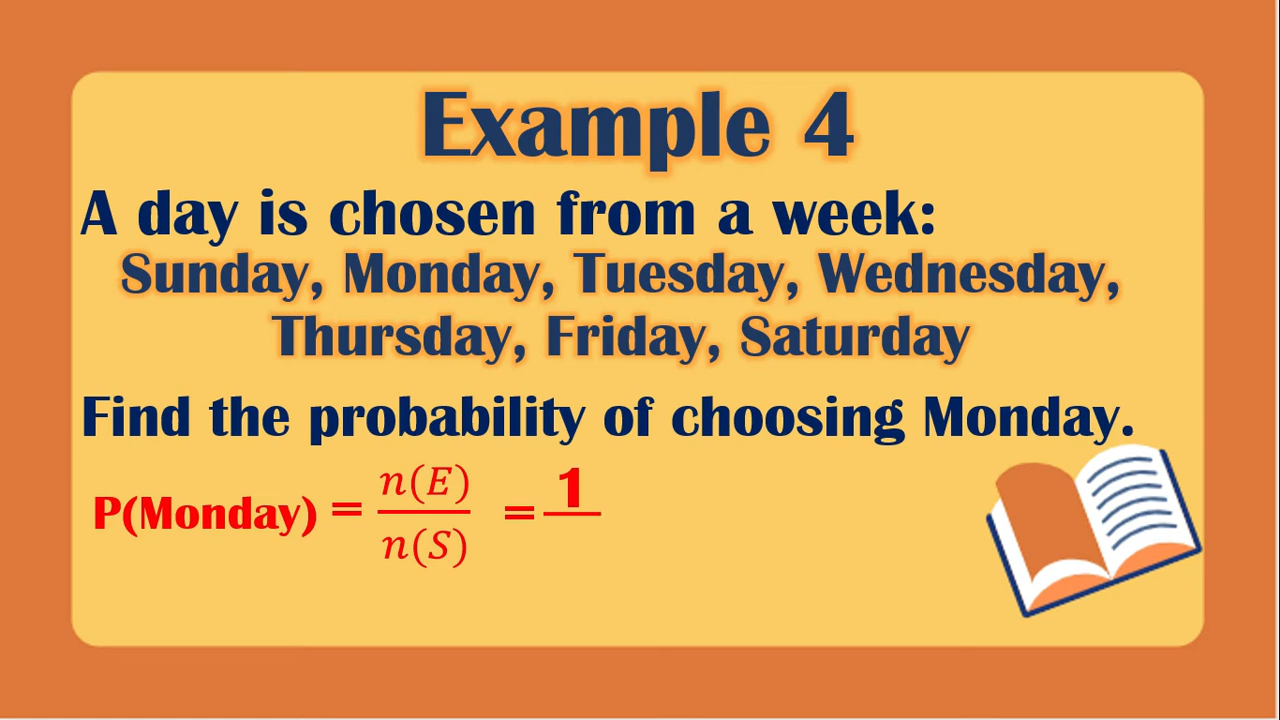 Example 4
A day is chosen from a week:
Sunday, Monday, Tuesday, Wednesday,
Thursday, Friday, Saturday
Find the probability of choosing Monday.
P(Monday) = n(E)/n(S) = 1/